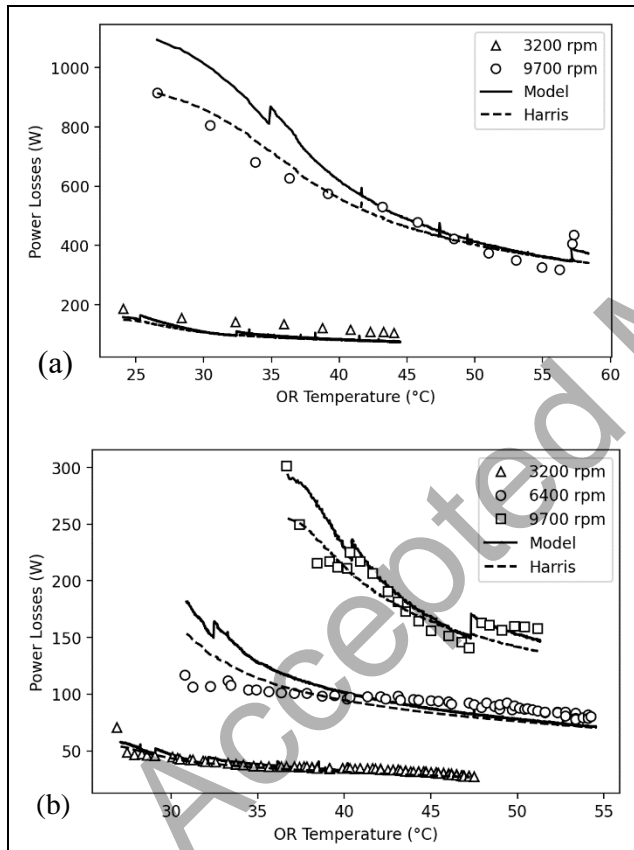 3200 rpm
9700 rpm
Model
Harris
1000
800
600
400
200
Power Losses (W)
25 30 35 40 45 50 55 60
OR Temperature (°C)
(a)
3200 rpm
6400 rpm
9700 rpm
Model
Harris
300
250
200
150
100
50
Power Losses (W)
30 35 40 45 50 55
OR Temperature (°C)
(b)
Accepted